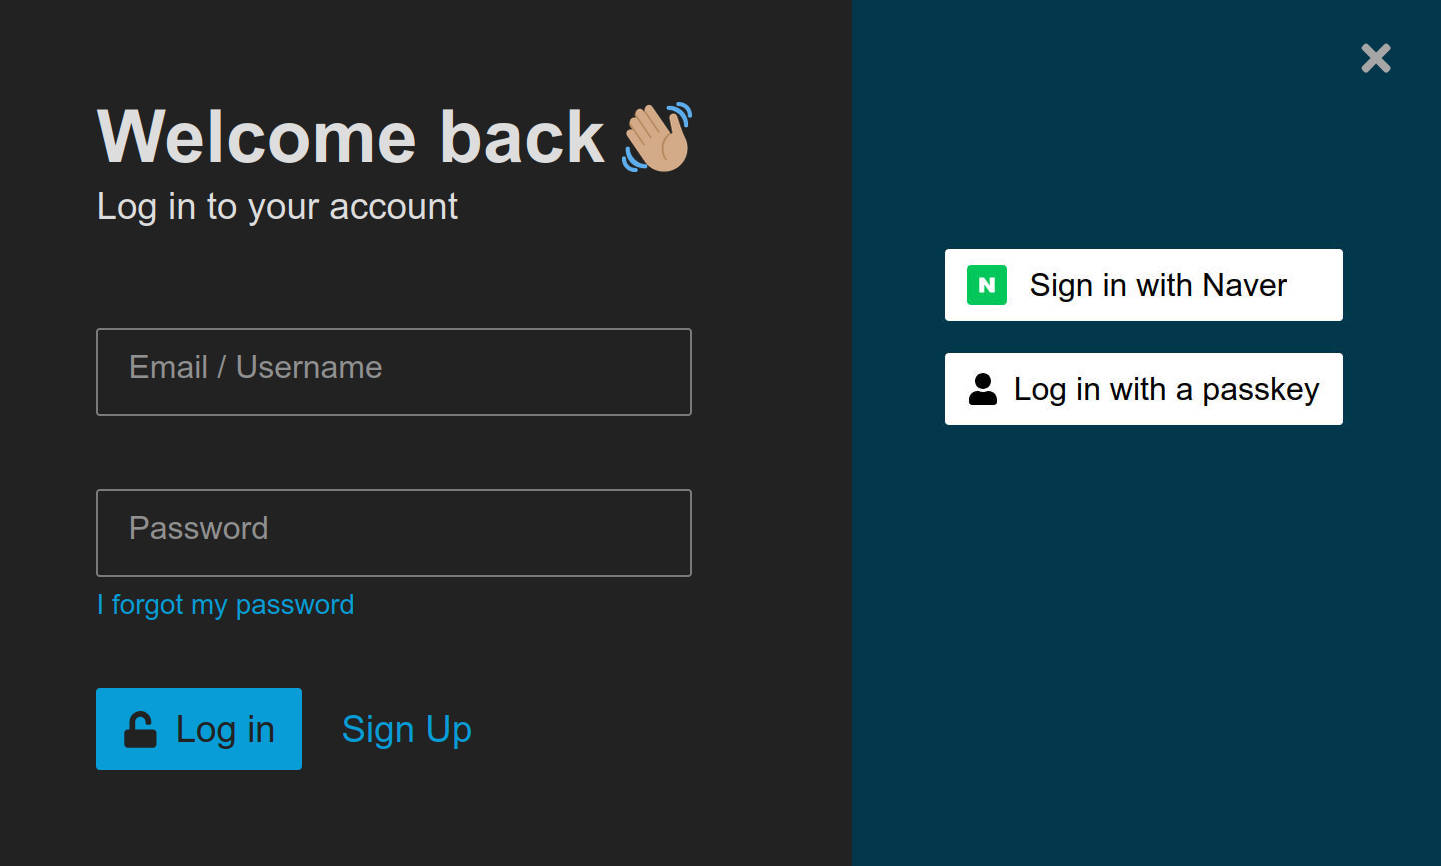 Welcome back 👋🏼
Log in to your account
Email / Username
Password
I forgot my password
Log in
Sign Up
N
Sign in with Naver
Log in with a passkey